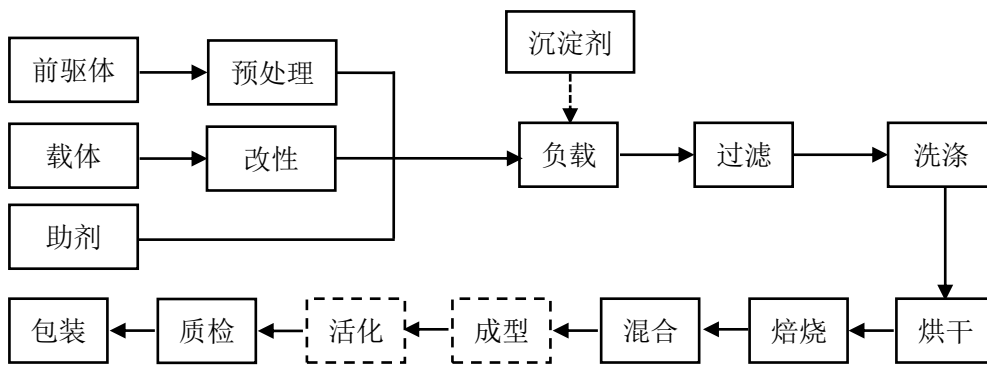 沉淀剂
前驱体
预处理
载体
改性
负载
过滤
洗涤
助剂
包装
质检
活化
成型
混合
焙烧
烘干